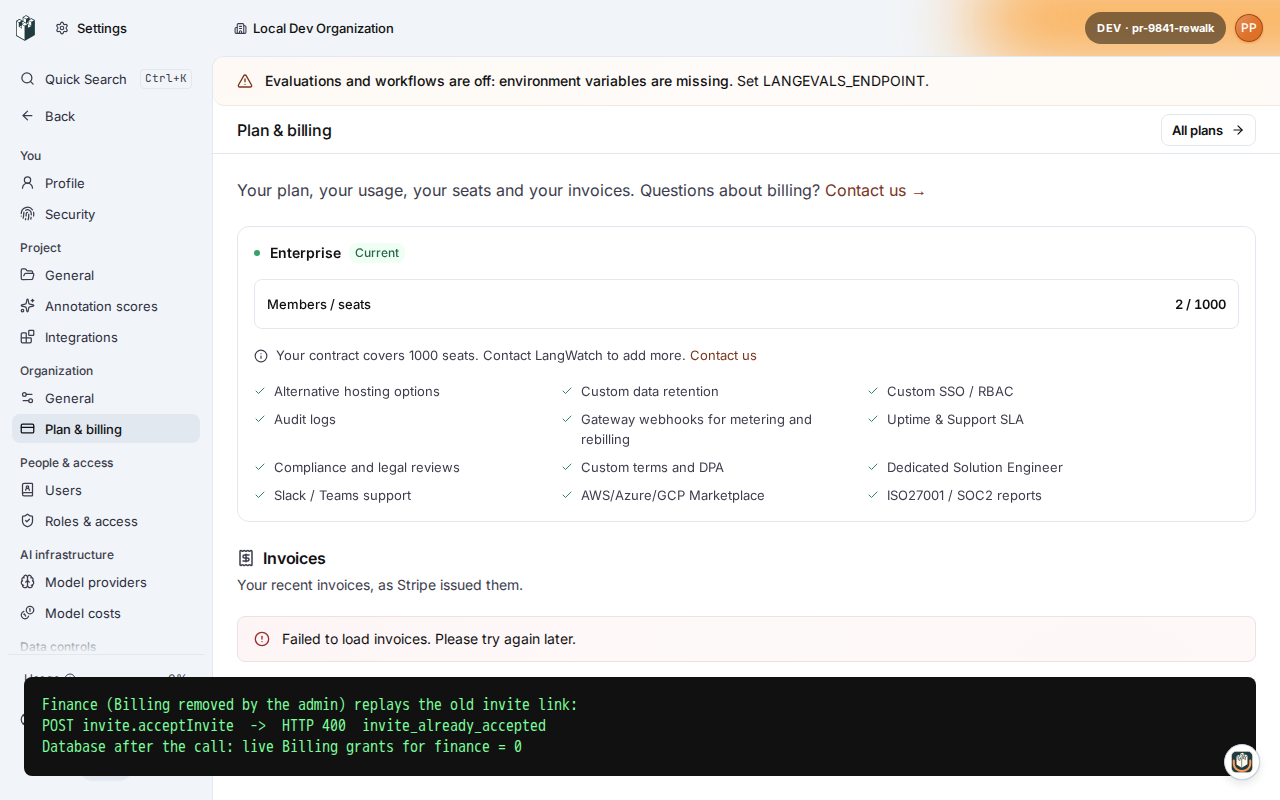 Settings
Local Dev Organization
DEV · pr-9841-rewalk
PP
Quick Search Ctrl+K
Back
You
Profile
Security
Project
General
Annotation scores
Integrations
Organization
General
Plan & billing
People & access
Users
Roles & access
AI infrastructure
Model providers
Model costs
Data controls
Evaluations and workflows are off: environment variables are missing. Set LANGEVALS_ENDPOINT.
Plan & billing
All plans →
Your plan, your usage, your seats and your invoices. Questions about billing? Contact us →
Enterprise Current
Members / seats 2 / 1000
Your contract covers 1000 seats. Contact LangWatch to add more. Contact us
Alternative hosting options
Custom data retention
Custom SSO / RBAC
Audit logs
Gateway webhooks for metering and
rebilling
Uptime & Support SLA
Compliance and legal reviews
Custom terms and DPA
Dedicated Solution Engineer
Slack / Teams support
AWS/Azure/GCP Marketplace
ISO27001 / SOC2 reports
Invoices
Your recent invoices, as Stripe issued them.
Failed to load invoices. Please try again later.
Finance (Billing removed by the admin) replays the old invite link:
POST invite.acceptInvite -> HTTP 400 invite_already_accepted
Database after the call: live Billing grants for finance = 0